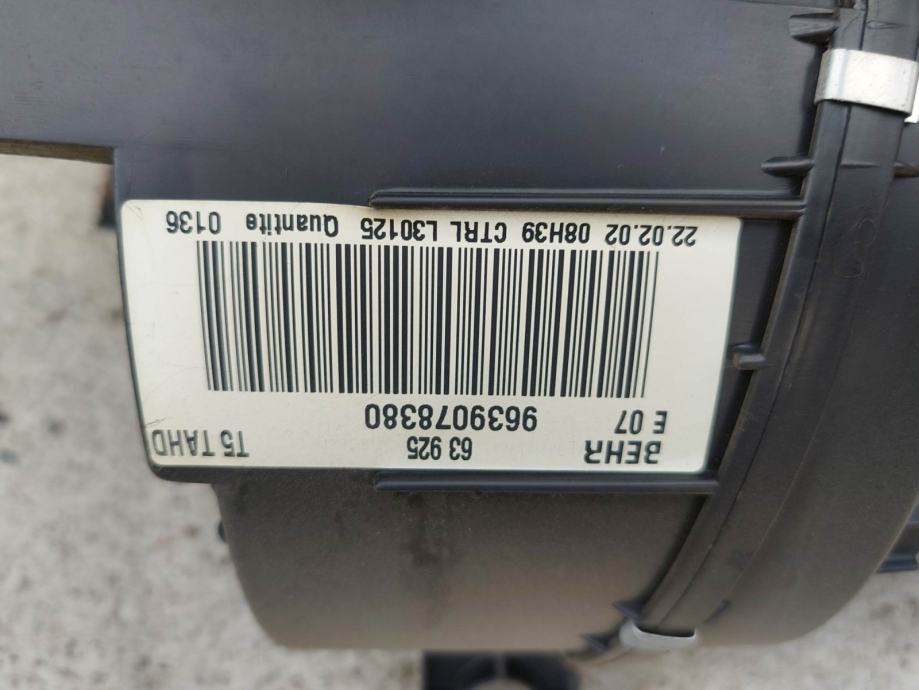 BEHR 63 925 T5 TAHD
E 07 9639078380
22.02.02 08H39 CTRL L30125 Quantite 0136